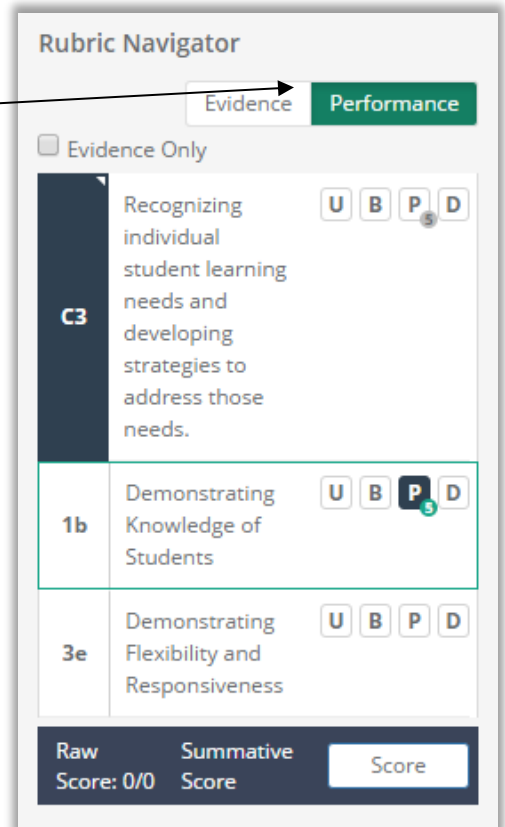 Rubric Navigator
Evidence Performance
Evidence Only
C3 Recognizing U B P D
5
individual
student learning
needs and
developing
strategies to
address those
needs.
Demonstrating U B P D
5
1b Knowledge of
Students
Demonstrating U B P D
3e Flexibility and
Responsiveness
Raw Summative Score
Score: 0/0 Score